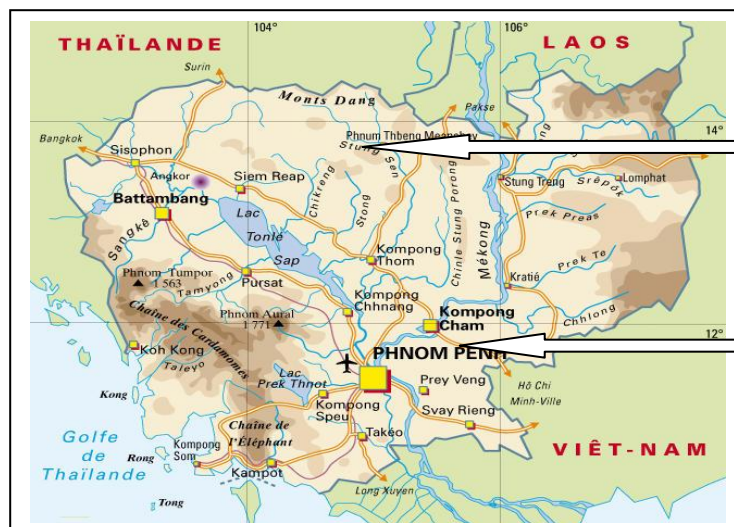 104°
106°
THAÏLANDE
LAOS
Surin
Monts Dang
Pakse
14°
Bangkok
Phnum Thbeng Meanchey
Sisophon
Stung Sen
Angkor
Siem Reap
Stung Treng
Lomphat
Srêpôk
Battambang
Chikreng
Stong
Chinle Stung Porong
Mékong
Prek Preas
Sangkê
Lac
Tonlé
Sap
Kompong
Thom
Prek Te
Phnom Tumpor
1 563
Tamyong
Pursat
Kratié
Kompong
Chhnang
Chhlong
Phnom Aural
1 771
Kompong
Cham
12°
Chaîne des Cardamomes
Koh Kong
Taleyo
PHNOM PENH
Kong
Lac
Prek Thnot
Prey Veng
Hô Chi
Minh-Ville
Kompong
Speu
Svay Rieng
Golfe
de
Thaïlande
Chaîne de
l'Éléphant
Takéo
VIÊT-NAM
Rong
Kompong
Som
Kampot
Long Xuyen
Tong